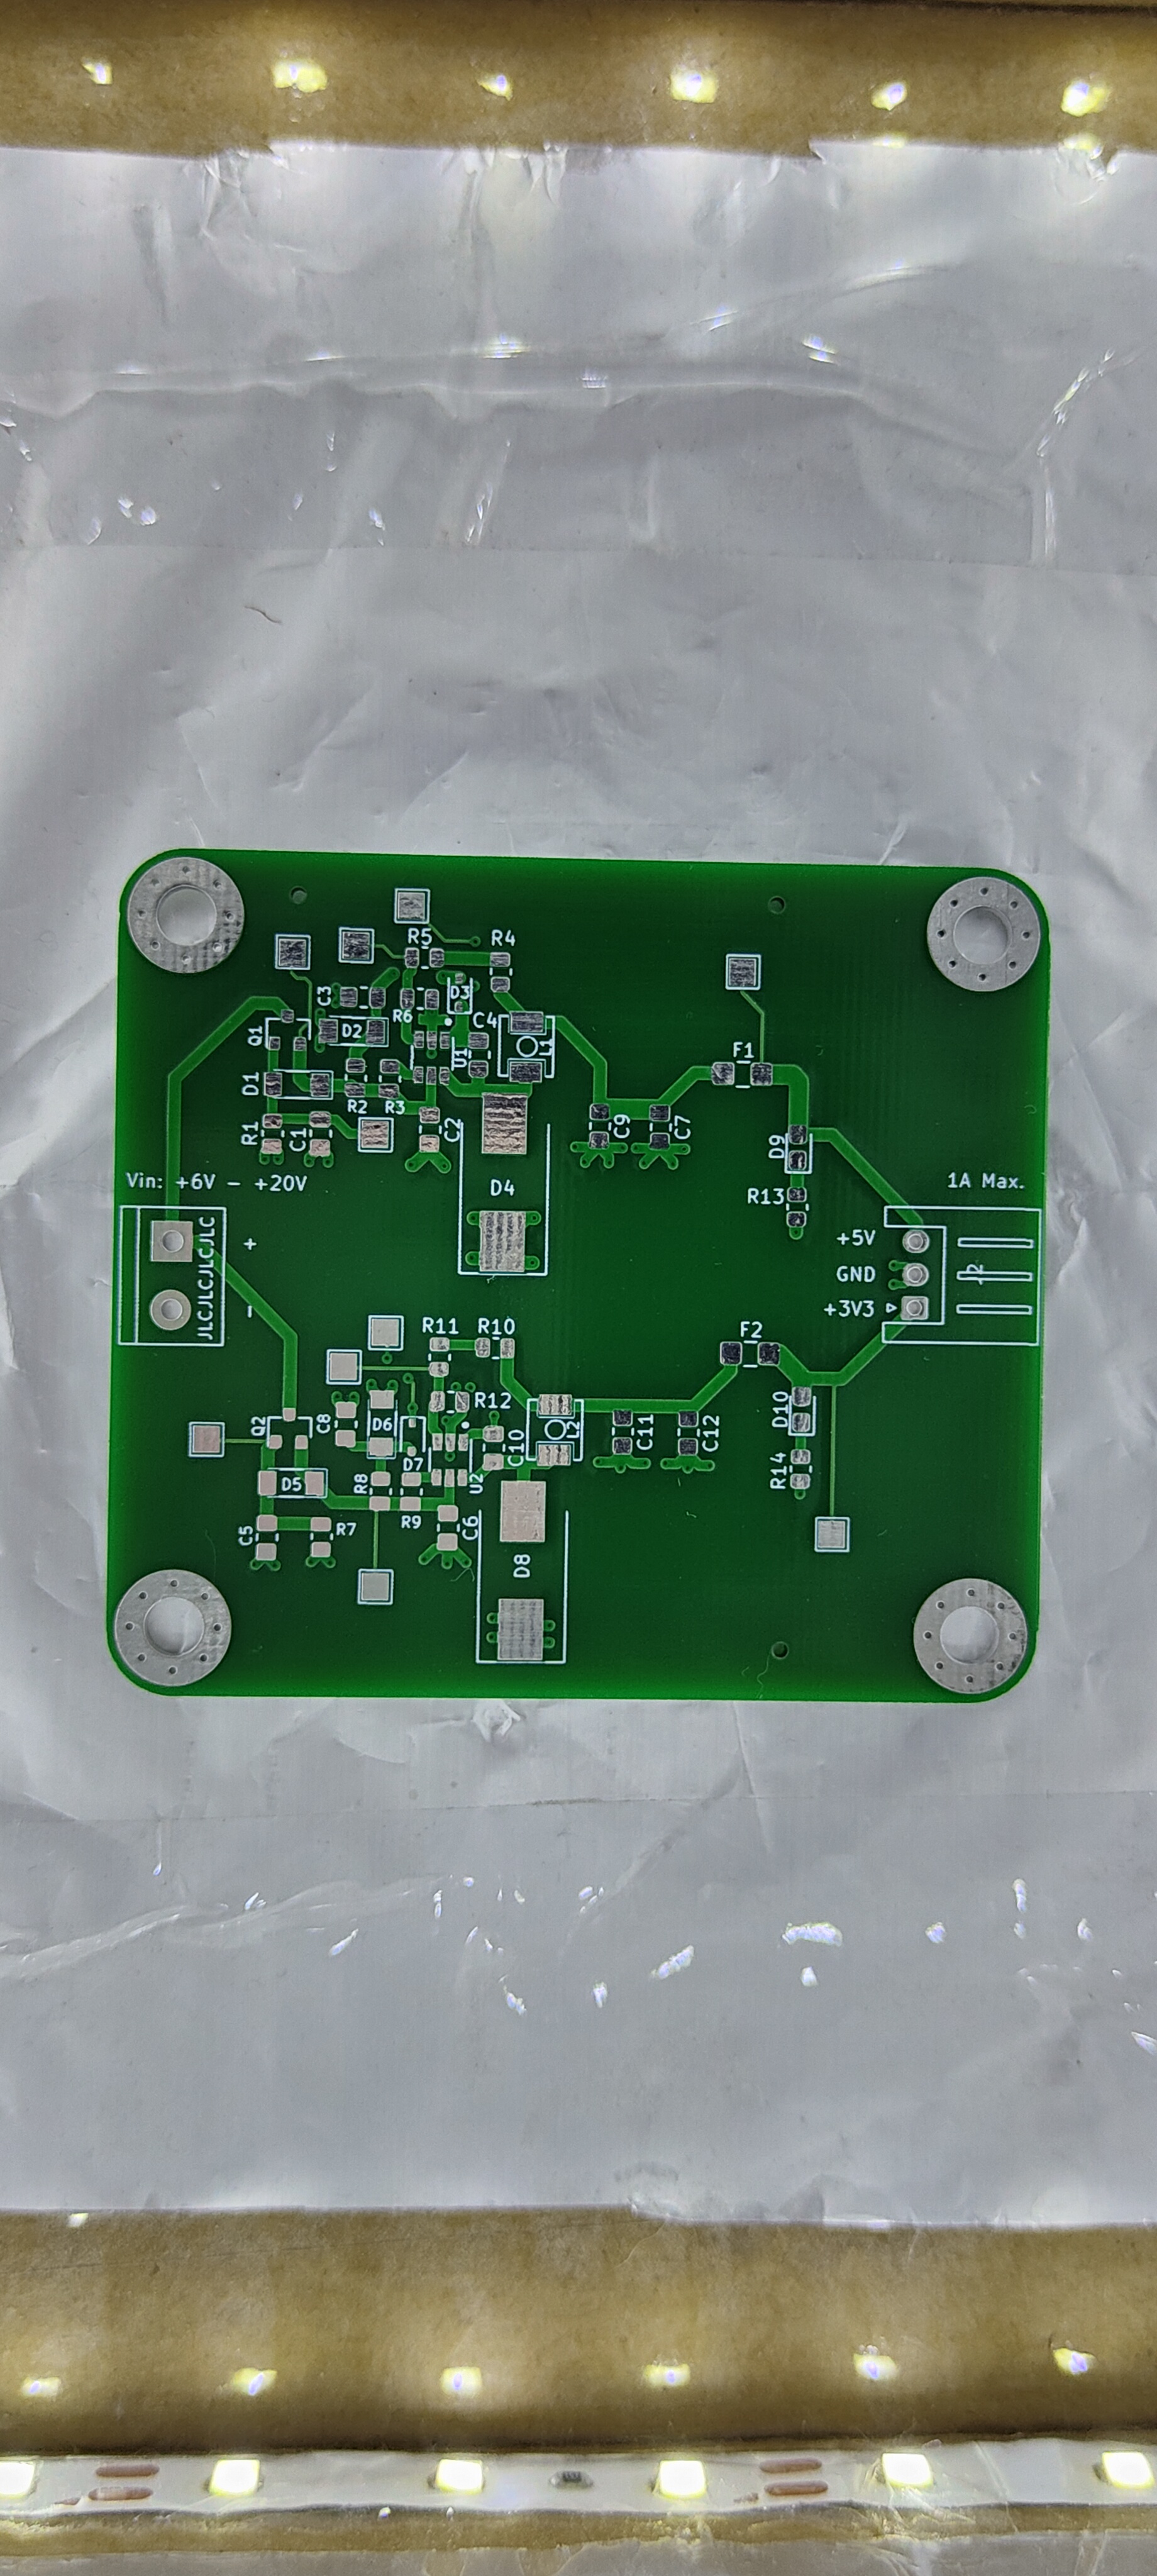 R5
R4
C3
D3
R6
C4
Q1
D2
U1
L1
F1
D1
R2
R3
R1
C1
C2
C9
C7
D9
Vin: +6V - +20V
D4
R13
1A Max.
JLCJLCJLCJLC
+
-
+5V
GND
+3V3
J2
R11
R10
F2
R12
Q2
C8
D6
D7
C10
L2
C11
C12
D10
D5
R8
R9
U2
R14
C5
R7
C6
D8